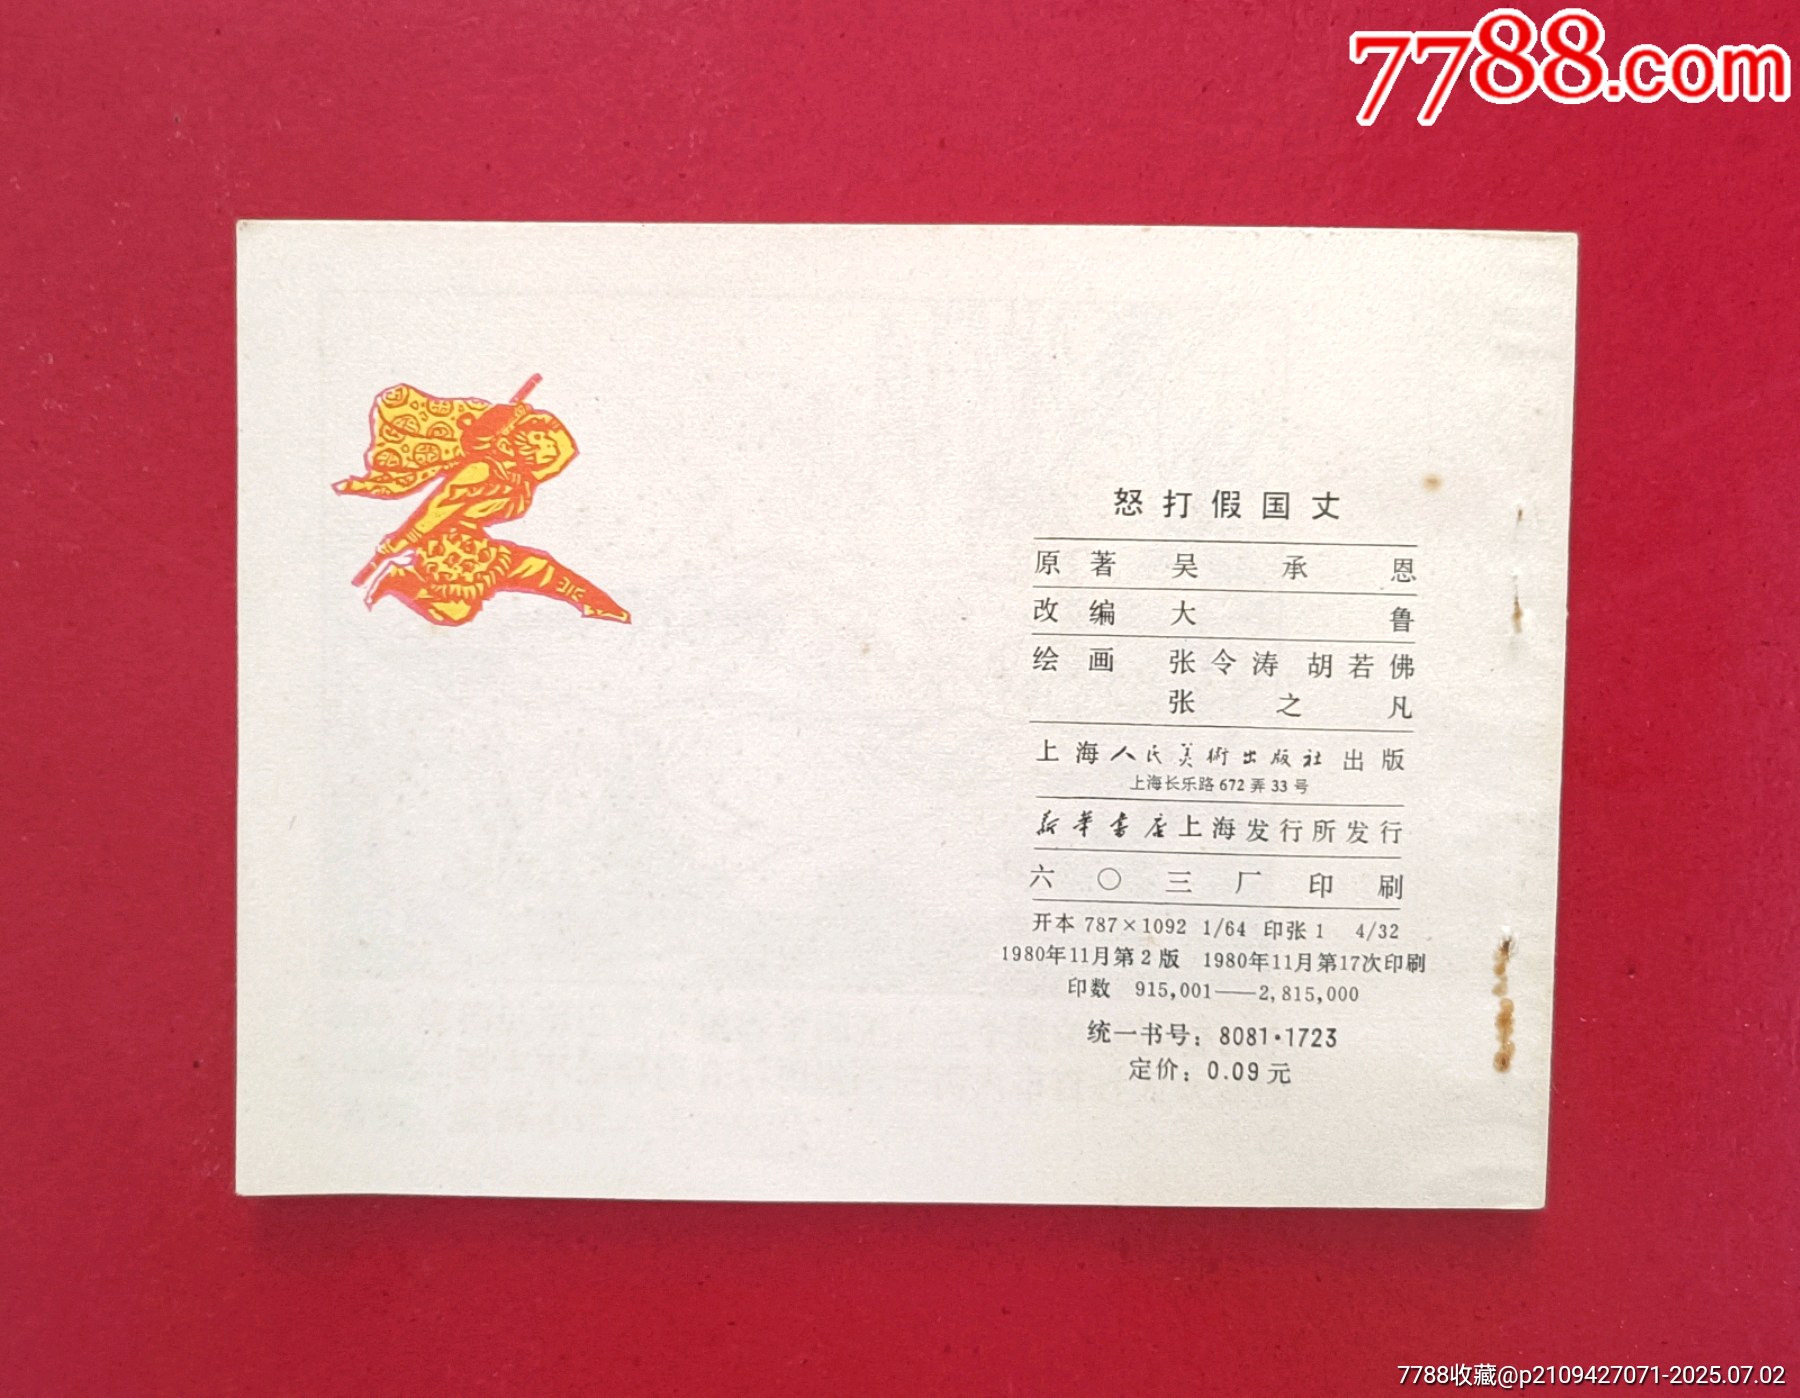 7788.com
怒打假国丈
原著 吴承恩
改编 大鲁
绘画 张令涛 胡若佛
张之凡
上海人民美術出版社出版
上海长乐路672弄33号
新华書店上海发行所发行
六〇三厂印刷
开本 787×1092 1/64 印张1 4/32
1980年11月第2版 1980年11月第17次印刷
印数 915,001——2,815,000
统一书号：8081·1723
定价：0.09元
7788收藏@p2109427071-2025.07.02